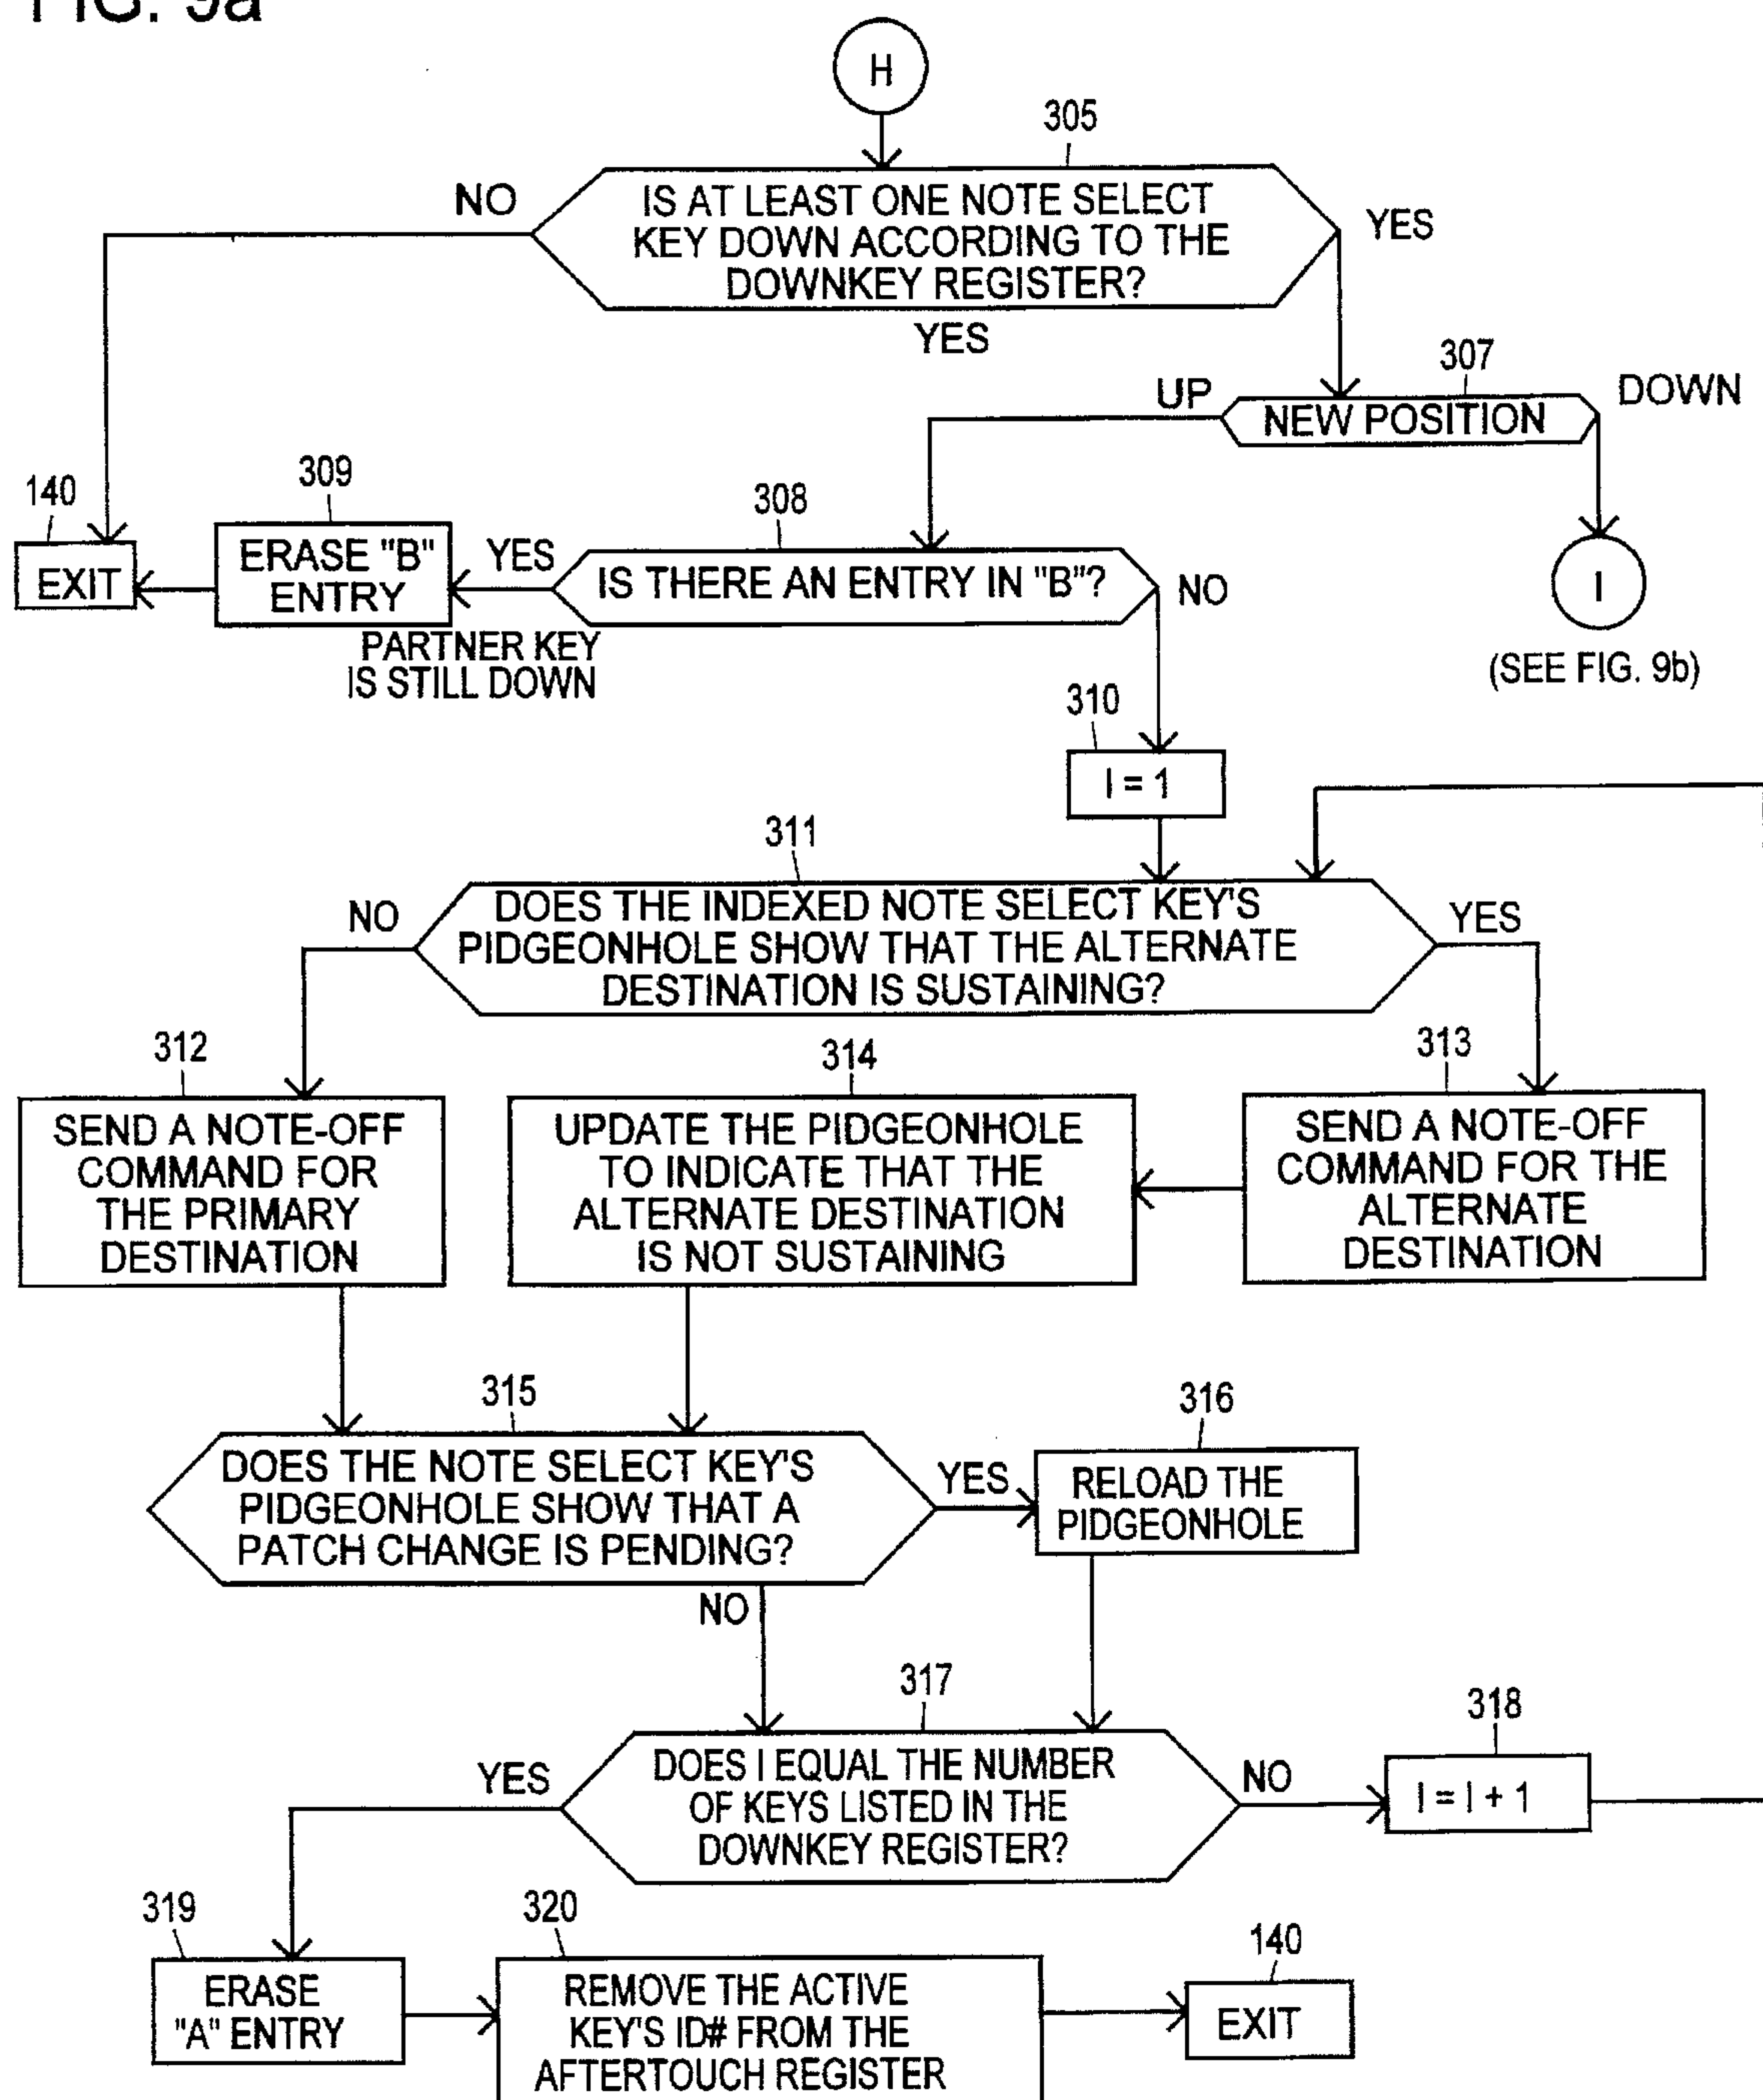 FIG. 9a
H
305
NO
IS AT LEAST ONE NOTE SELECT
KEY DOWN ACCORDING TO THE
DOWNKEY REGISTER?
YES
YES
307
UP
NEW POSITION
DOWN
140
EXIT
309
ERASE "B"
ENTRY
YES
308
IS THERE AN ENTRY IN "B"?
NO
I
PARTNER KEY
IS STILL DOWN
(SEE FIG. 9b)
310
I = 1
311
NO
DOES THE INDEXED NOTE SELECT KEY'S
PIDGEONHOLE SHOW THAT THE ALTERNATE
DESTINATION IS SUSTAINING?
YES
312
SEND A NOTE-OFF
COMMAND FOR
THE PRIMARY
DESTINATION
314
UPDATE THE PIDGEONHOLE
TO INDICATE THAT THE
ALTERNATE DESTINATION
IS NOT SUSTAINING
313
SEND A NOTE-OFF
COMMAND FOR THE
ALTERNATE
DESTINATION
315
DOES THE NOTE SELECT KEY'S
PIDGEONHOLE SHOW THAT A
PATCH CHANGE IS PENDING?
YES
316
RELOAD THE
PIDGEONHOLE
NO
317
YES
DOES I EQUAL THE NUMBER
OF KEYS LISTED IN THE
DOWNKEY REGISTER?
NO
318
I = I + 1
319
ERASE
"A" ENTRY
320
REMOVE THE ACTIVE
KEY'S ID# FROM THE
AFTERTOUCH REGISTER
140
EXIT